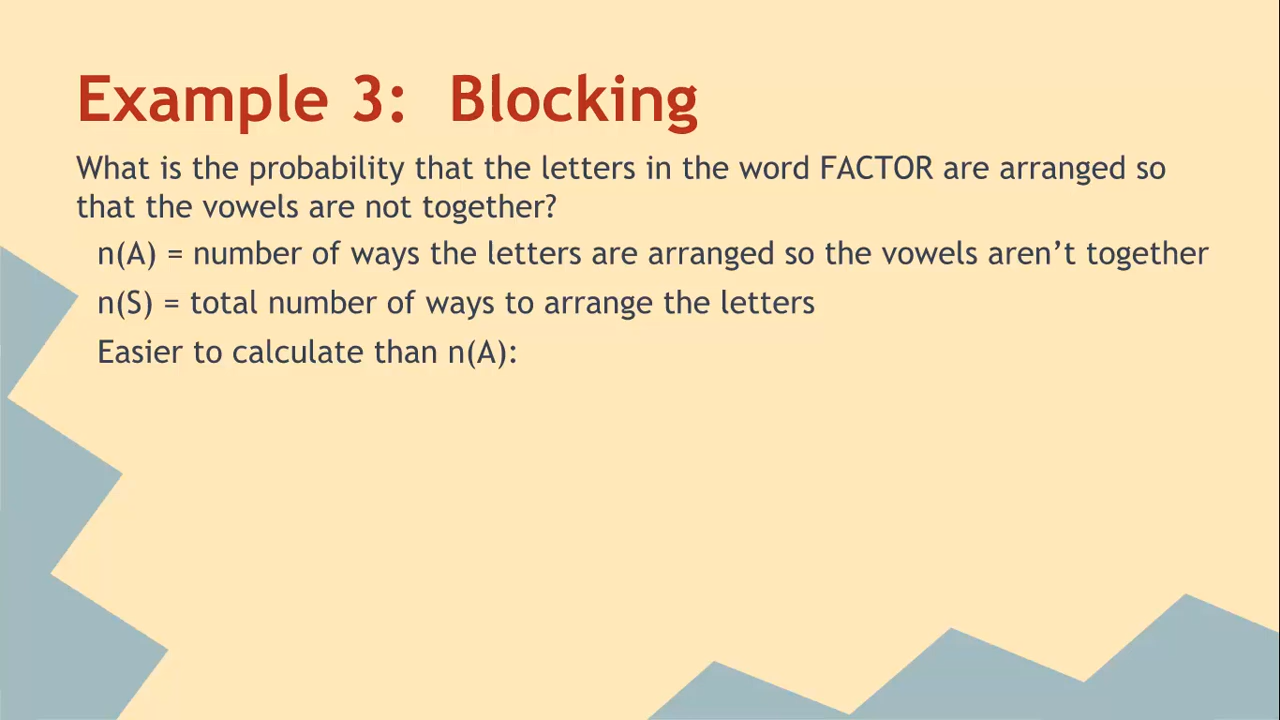 Example 3:  Blocking
What is the probability that the letters in the word FACTOR are arranged so
that the vowels are not together?
n(A) = number of ways the letters are arranged so the vowels aren’t together
n(S) = total number of ways to arrange the letters
Easier to calculate than n(A):